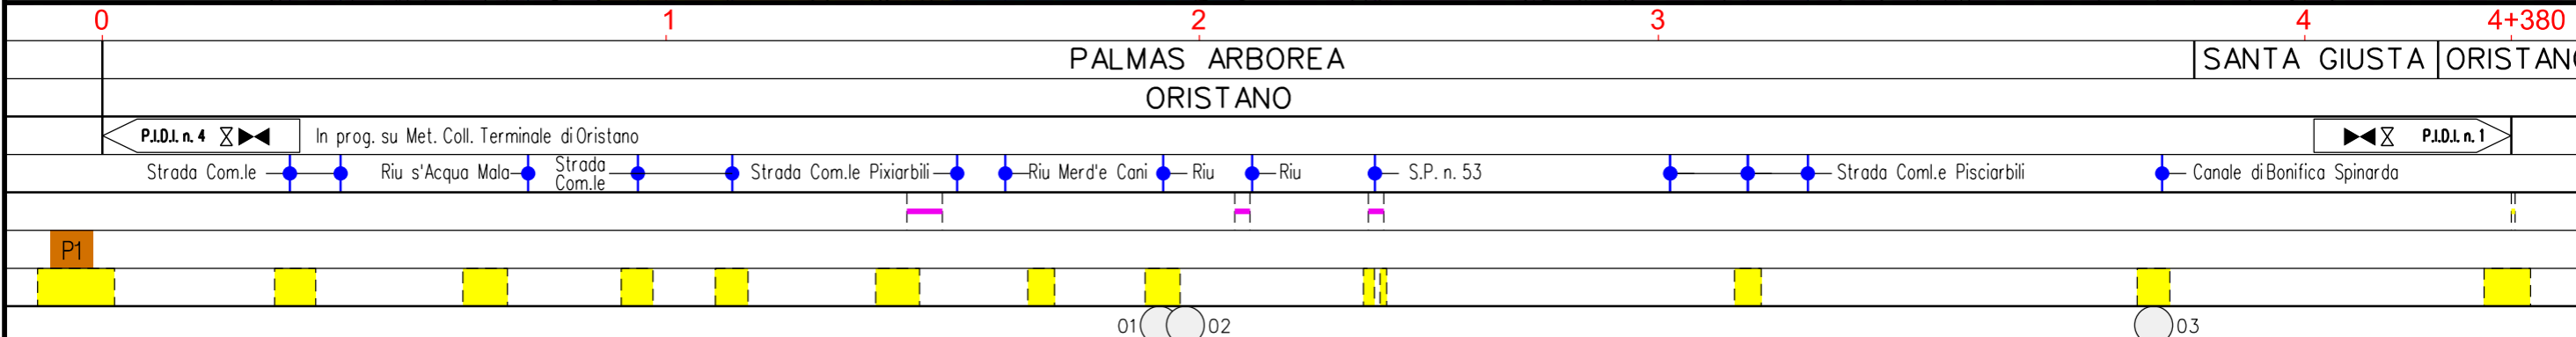 0 1 2 3 4 4+380
PALMAS ARBOREA SANTA GIUSTA ORISTANO
ORISTANO
P.I.D.I. n. 4 In prog. su Met. Coll. Terminale di Oristano P.I.D.I. n. 1
Strada Com.le Riu s'Acqua Mala Strada Com.le Strada Com.le Pixiarbili Riu Merd'e Cani Riu Riu S.P. n. 53 Strada Coml.e Pisciarbili Canale di Bonifica Spinarda
P1
01 02 03